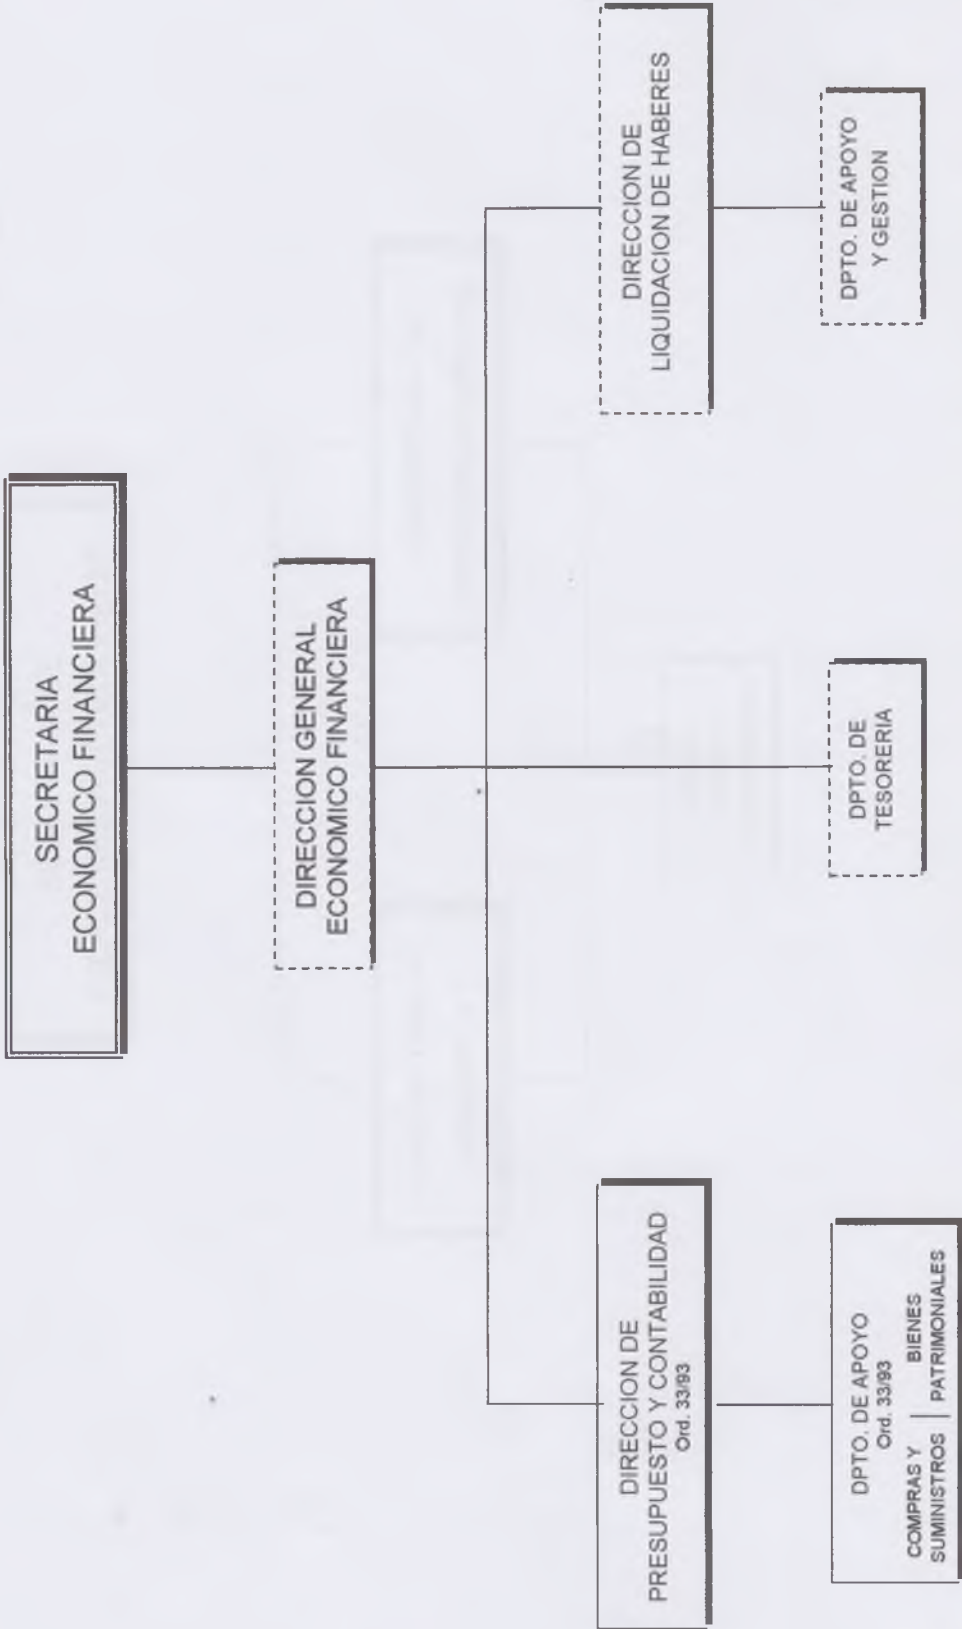 SECRETARIA
ECONOMICO FINANCIERA
DIRECCION GENERAL
ECONOMICO FINANCIERA
DIRECCION DE
PRESUPUESTO Y CONTABILIDAD
Ord. 33/93
DIRECCION DE
LIQUIDACION DE HABERES
DPTO. DE APOYO
Ord. 33/93
COMPRAS Y
SUMINISTROS
BIENES
PATRIMONIALES
DPTO. DE
TESORERIA
DPTO. DE APOYO
Y GESTION